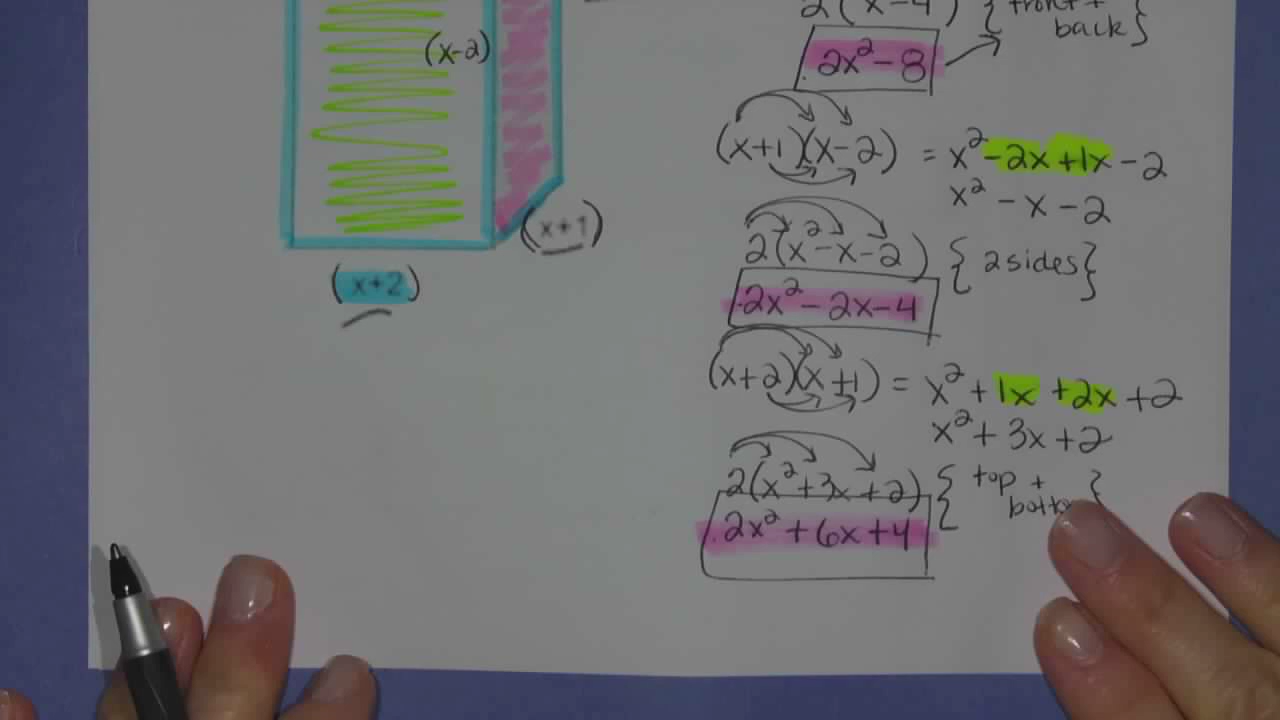 2(x²-4) {front +
back}
2x² - 8
(x-2)
(x+1)(x-2) = x² -2x +1x -2
x² - x - 2
(x+1)
2(x² - x - 2) {2 sides}
(x+2)
2x² - 2x - 4
(x+2)(x+1) = x² + 1x + 2x + 2
x² + 3x + 2
2(x² + 3x + 2) {top +
2x² + 6x + 4